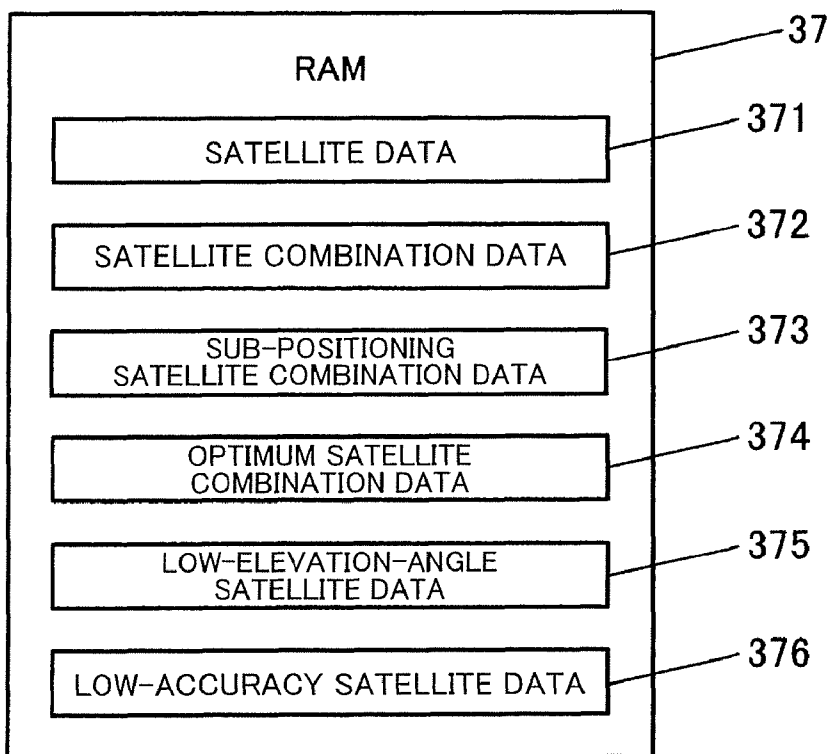 37
RAM
371
SATELLITE DATA
372
SATELLITE COMBINATION DATA
373
SUB-POSITIONING
SATELLITE COMBINATION DATA
374
OPTIMUM SATELLITE
COMBINATION DATA
375
LOW-ELEVATION-ANGLE
SATELLITE DATA
376
LOW-ACCURACY SATELLITE DATA